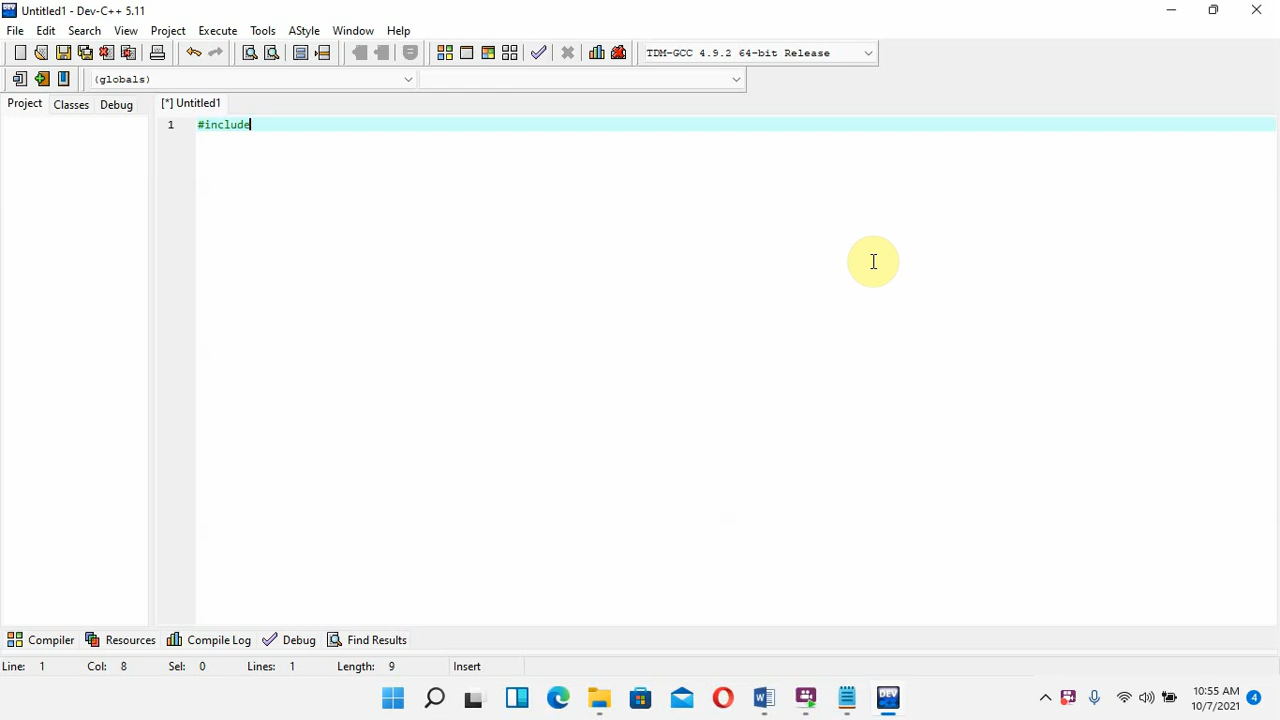 Untitled1 - Dev-C++ 5.11
File Edit Search View Project Execute Tools AStyle Window Help
TDM-GCC 4.9.2 64-bit Release
(globals)
Project Classes Debug [*] Untitled1
1 #include
Compiler Resources Compile Log Debug Find Results
Line: 1 Col: 8 Sel: 0 Lines: 1 Length: 9 Insert
DEV
10:55 AM
10/7/2021
4